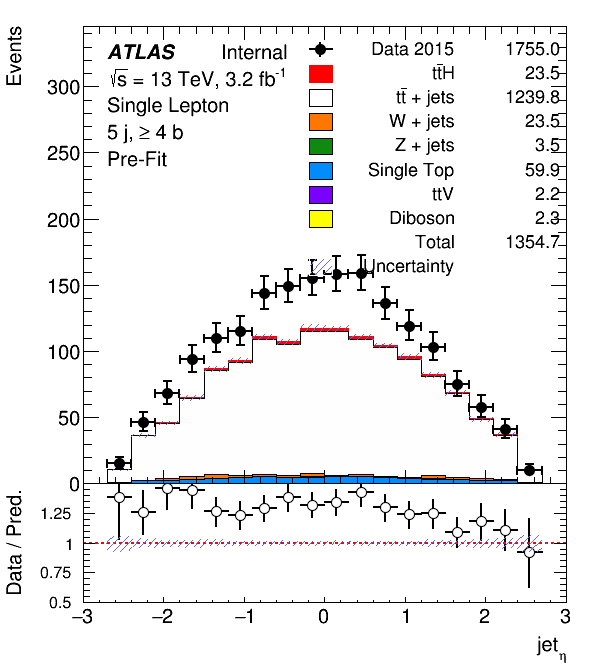 Events
ATLAS Internal
√s = 13 TeV, 3.2 fb⁻¹
Single Lepton
5 j, ≥ 4 b
Pre-Fit
Data 2015 1755.0
tt̄H 23.5
tt̄ + jets 1239.8
W + jets 23.5
Z + jets 3.5
Single Top 59.9
ttV 2.2
Diboson 2.3
Total 1354.7
Uncertainty
300
250
200
150
100
50
0
Data / Pred.
1.25
1
0.75
0.5
−3 −2 −1 0 1 2 3
jet_η